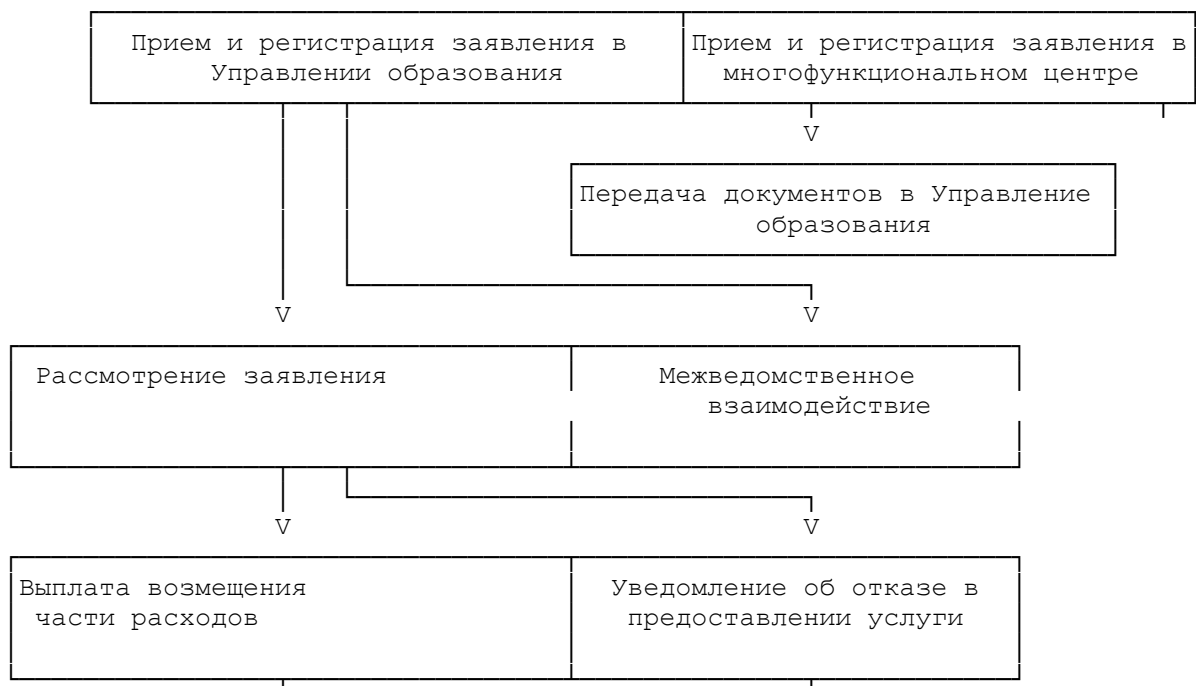 Прием и регистрация заявления в
Управлении образования
Прием и регистрация заявления в
многофункциональном центре
V
Передача документов в Управление
образования
V
V
Рассмотрение заявления
Межведомственное
взаимодействие
V
V
Выплата возмещения
части расходов
Уведомление об отказе в
предоставлении услуги